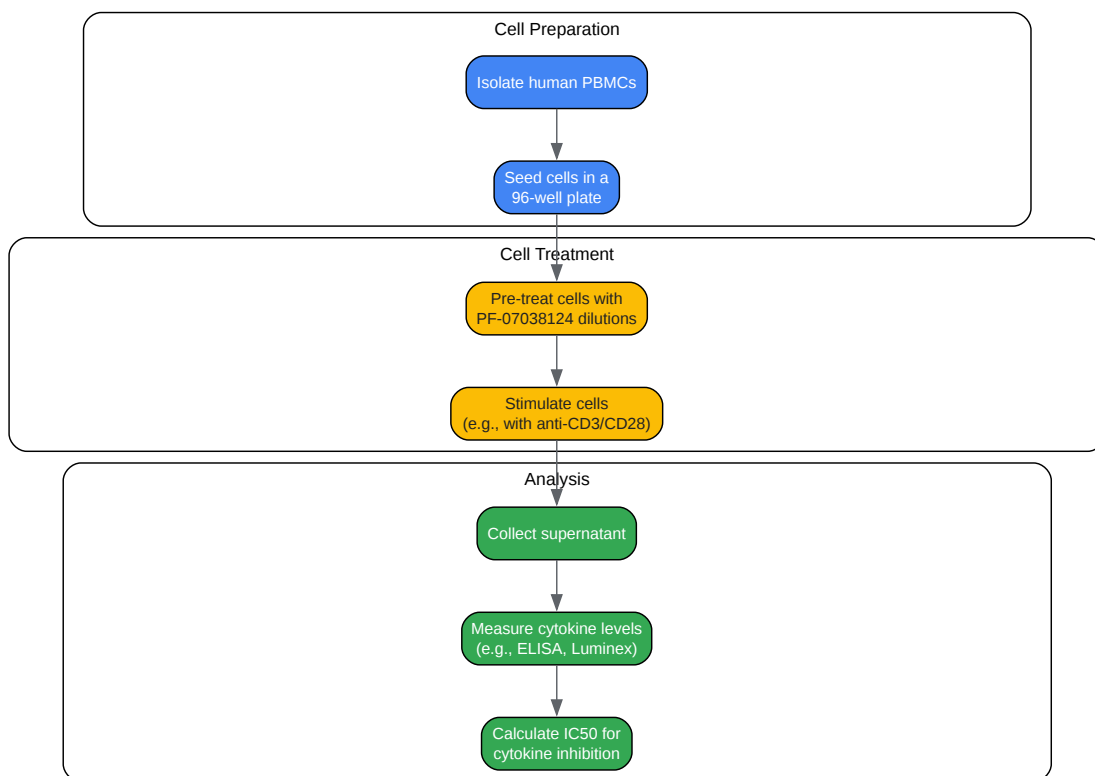 Cell Preparation
Isolate human PBMCs
Seed cells in a
96-well plate
Cell Treatment
Pre-treat cells with
PF-07038124 dilutions
Stimulate cells
(e.g., with anti-CD3/CD28)
Analysis
Collect supernatant
Measure cytokine levels
(e.g., ELISA, Luminex)
Calculate IC50 for
cytokine inhibition